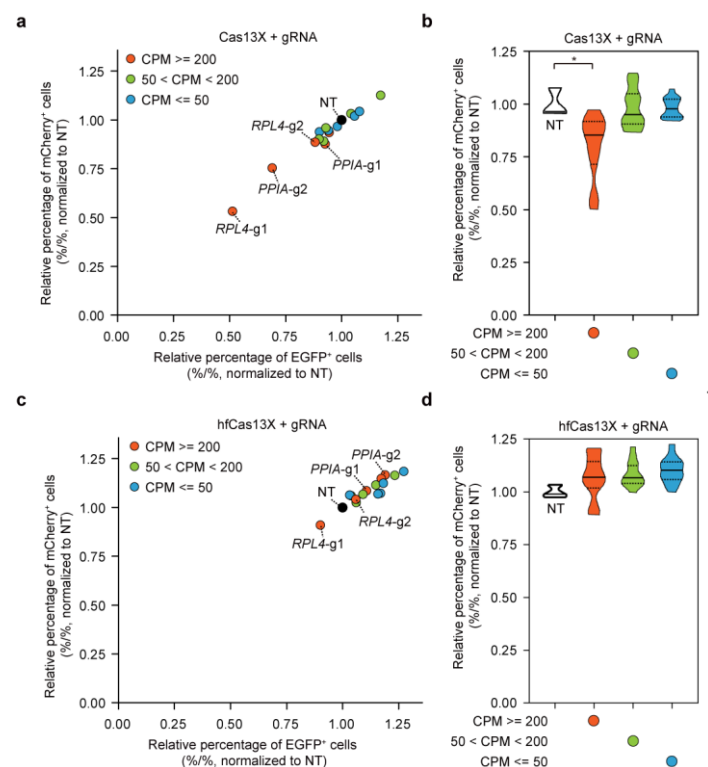 a
Cas13X + gRNA
Relative percentage of mCherry⁺ cells
(%/%, normalized to NT)
1.25
1.00
0.75
0.50
0.25
0.00
CPM >= 200
50 < CPM < 200
CPM <= 50
NT
RPL4-g2
PPIA-g1
PPIA-g2
RPL4-g1
0.00 0.25 0.50 0.75 1.00 1.25
Relative percentage of EGFP⁺ cells
(%/%, normalized to NT)
b
Cas13X + gRNA
Relative percentage of mCherry⁺ cells
(%/%, normalized to NT)
1.25
1.00
0.75
0.50
0.25
0.00
*
NT
CPM >= 200
50 < CPM < 200
CPM <= 50
c
hfCas13X + gRNA
Relative percentage of mCherry⁺ cells
(%/%, normalized to NT)
1.25
1.00
0.75
0.50
0.25
0.00
CPM >= 200
50 < CPM < 200
CPM <= 50
PPIA-g2
PPIA-g1
NT
RPL4-g2
RPL4-g1
0.00 0.25 0.50 0.75 1.00 1.25
Relative percentage of EGFP⁺ cells
(%/%, normalized to NT)
d
hfCas13X + gRNA
Relative percentage of mCherry⁺ cells
(%/%, normalized to NT)
1.25
1.00
0.75
0.50
0.25
0.00
NT
CPM >= 200
50 < CPM < 200
CPM <= 50